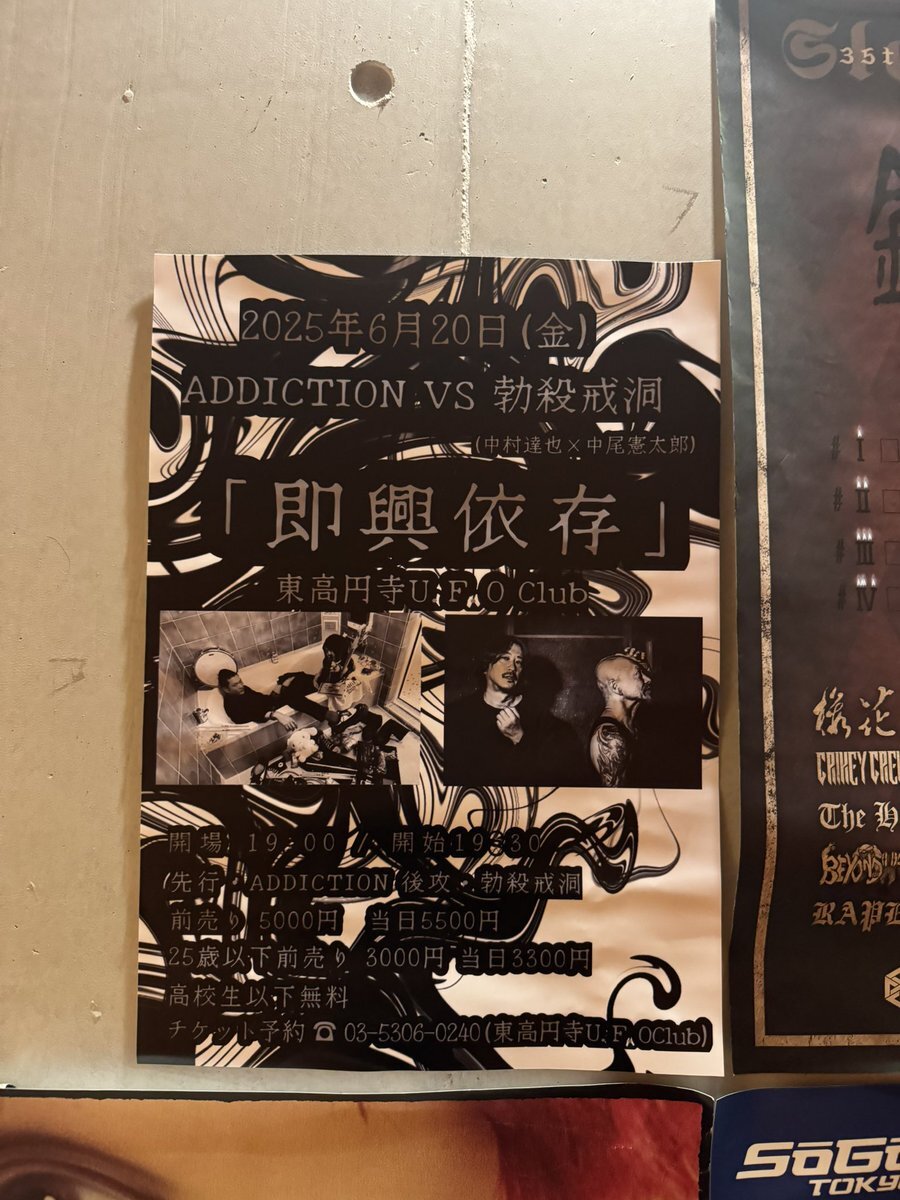 2025年6月20日(金)
ADDICTION VS 勃殺戒洞
(中村達也×中尾憲太郎)
「即興依存」
東高円寺U.F.O Club
開場 19:00 / 開始19:30
(先行:ADDICTION 後攻:勃殺戒洞
前売り 5000円 当日5500円
25歳以下前売り 3000円 当日3300円
高校生以下無料
チケット予約 ☎ 03-5306-0240(東高円寺U.F.OClub)
35t
# I
# II
# III
# IV
The H
TOKY